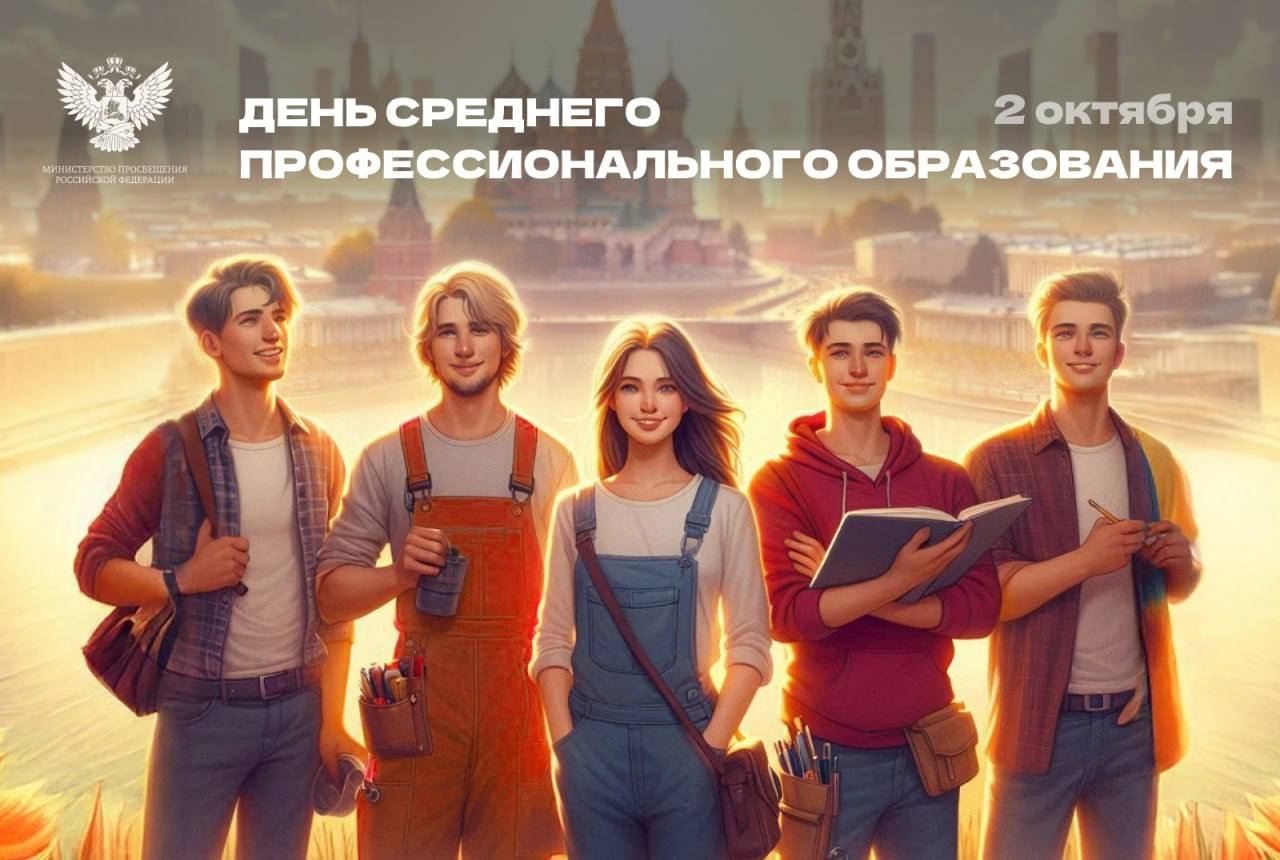 МИНИСТЕРСТВО ПРОСВЕЩЕНИЯ
РОССИЙСКОЙ ФЕДЕРАЦИИ
ДЕНЬ СРЕДНЕГО
2 октября
ПРОФЕССИОНАЛЬНОГО ОБРАЗОВАНИЯ